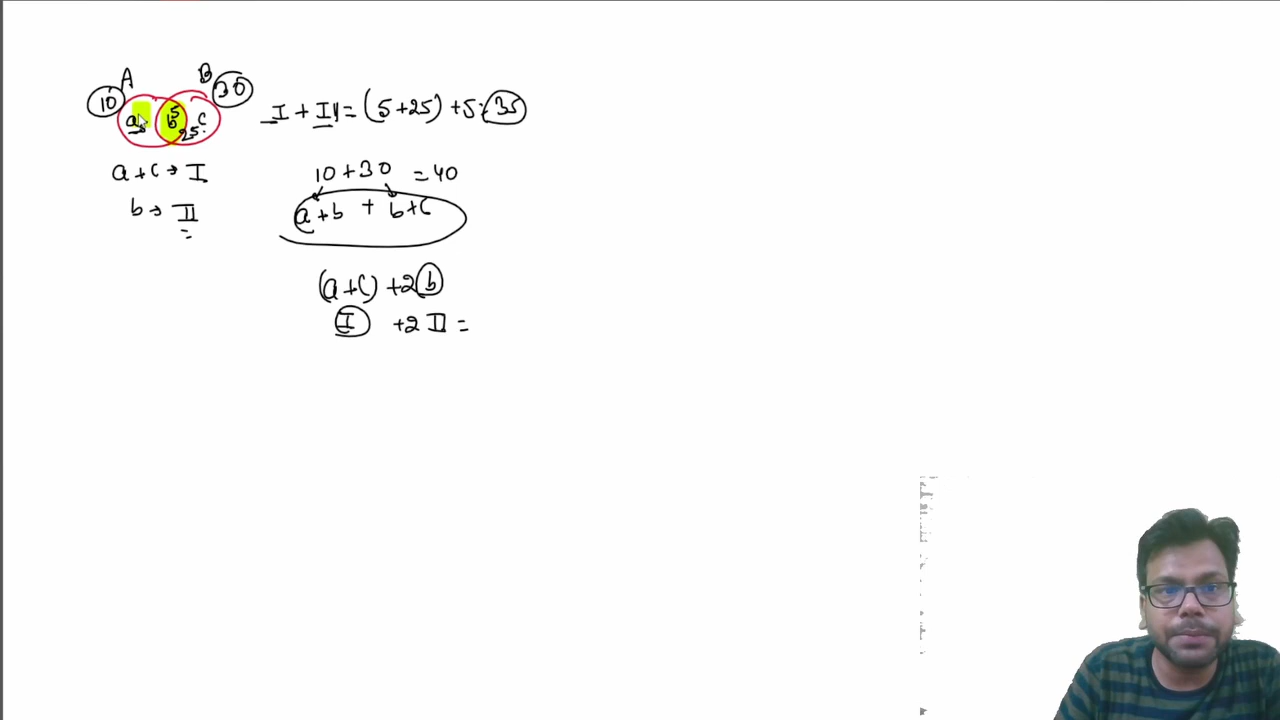 A B
10 30
a 5 b 5 c 25
I + II = (5+25) +5 = 35
a + c → I
10 + 30 = 40
b → II
a + b + b + c
(a + c) + 2 b
I + 2 II =